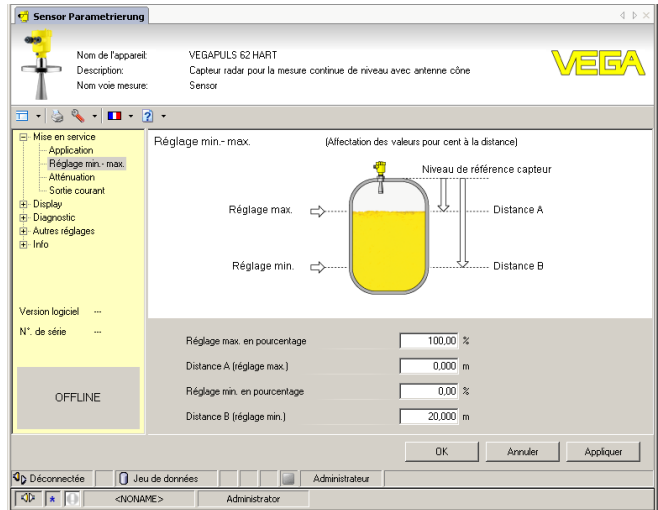 Sensor Parametrierung
Nom de l'appareil: VEGAPULS 62 HART
Description: Capteur radar pour la mesure continue de niveau avec antenne cône
Nom voie mesure: Sensor
VEGA
Mise en service
Application
Réglage min.- max.
Atténuation
Sortie courant
Display
Diagnostic
Autres réglages
Info
Version logiciel ---
N°. de série ---
OFFLINE
Réglage min.- max. (Affectation des valeurs pour cent à la distance)
Niveau de référence capteur
Réglage max. Distance A
Réglage min. Distance B
Réglage max. en pourcentage 100,00 %
Distance A (réglage max.) 0,000 m
Réglage min. en pourcentage 0,00 %
Distance B (réglage min.) 20,000 m
OK Annuler Appliquer
Déconnectée Jeu de données Administrateur
<NONAME> Administrator